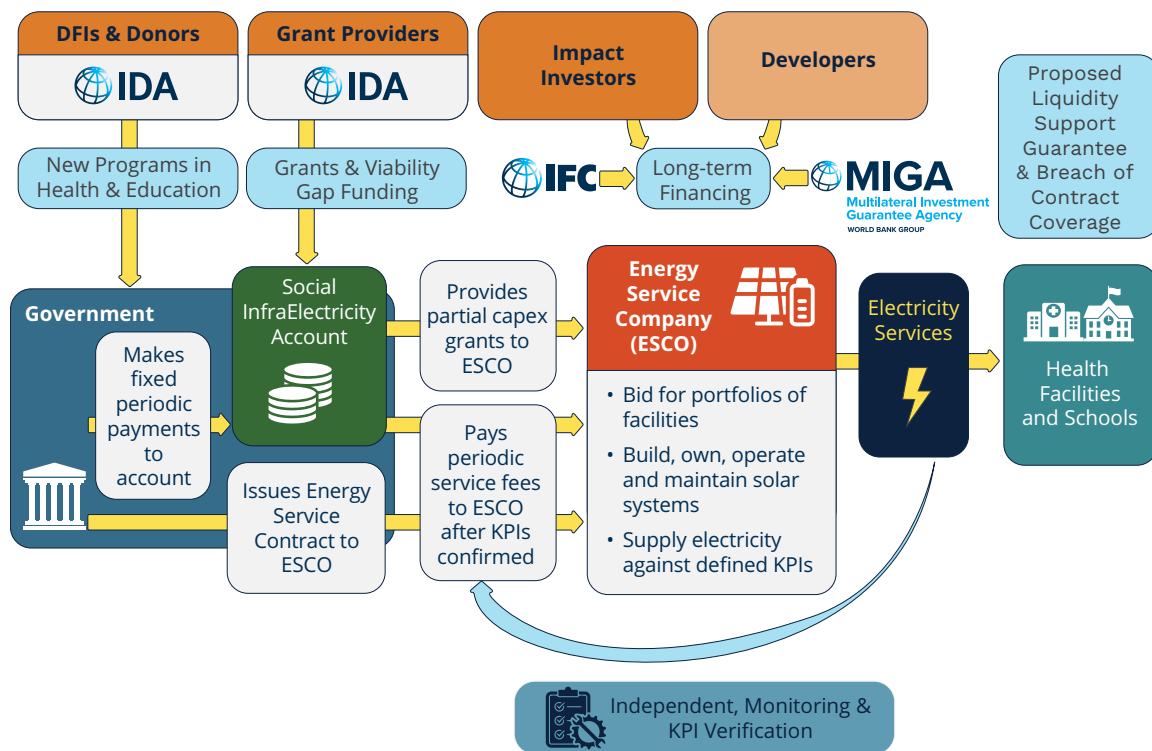 DFIs & Donors
IDA
Grant Providers
IDA
Impact
Investors
Developers
Proposed
Liquidity
Support
Guarantee
& Breach of
Contract
Coverage
New Programs in
Health & Education
Grants & Viability
Gap Funding
IFC
Long-term
Financing
MIGA
Multilateral Investment
Guarantee Agency
WORLD BANK GROUP
Government
Makes
fixed
periodic
payments
to
account
Social
InfraElectricity
Account
Issues Energy
Service
Contract to
ESCO
Provides
partial capex
grants to
ESCO
Pays
periodic
service fees
to ESCO
after KPIs
confirmed
Energy
Service
Company
(ESCO)
• Bid for portfolios of
facilities
• Build, own, operate
and maintain solar
systems
• Supply electricity
against defined KPIs
Electricity
Services
Health
Facilities
and Schools
Independent, Monitoring &
KPI Verification